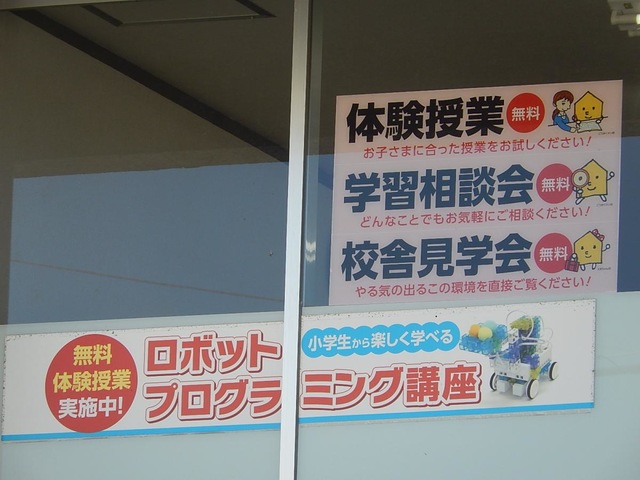 体験授業 無料
お子さまに合った授業をお試しください!
学習相談会 無料
どんなことでもお気軽にご相談ください!
校舎見学会 無料
やる気の出るこの環境を直接ご覧ください!
無料
体験授業
実施中!
ロボット
プログラミング講座
小学生から楽しく学べる